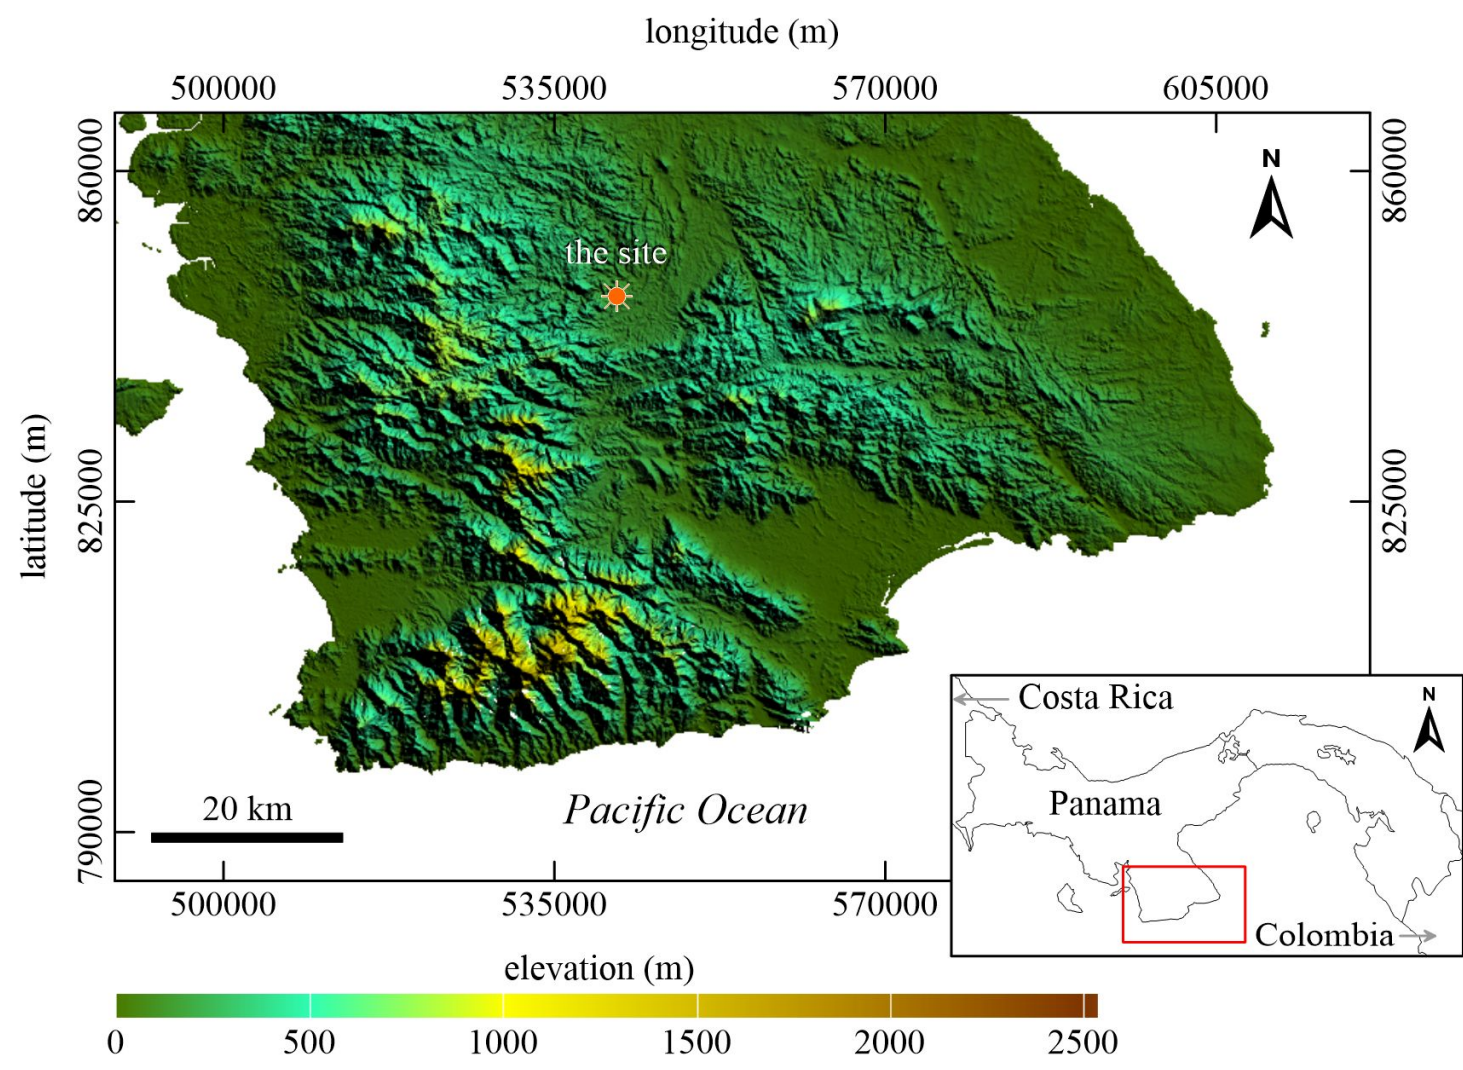 longitude (m)
500000 535000 570000 605000
860000
860000
N
the site
latitude (m)
825000
825000
790000
20 km
Pacific Ocean
500000 535000 570000
Costa Rica
N
Panama
Colombia
elevation (m)
0 500 1000 1500 2000 2500